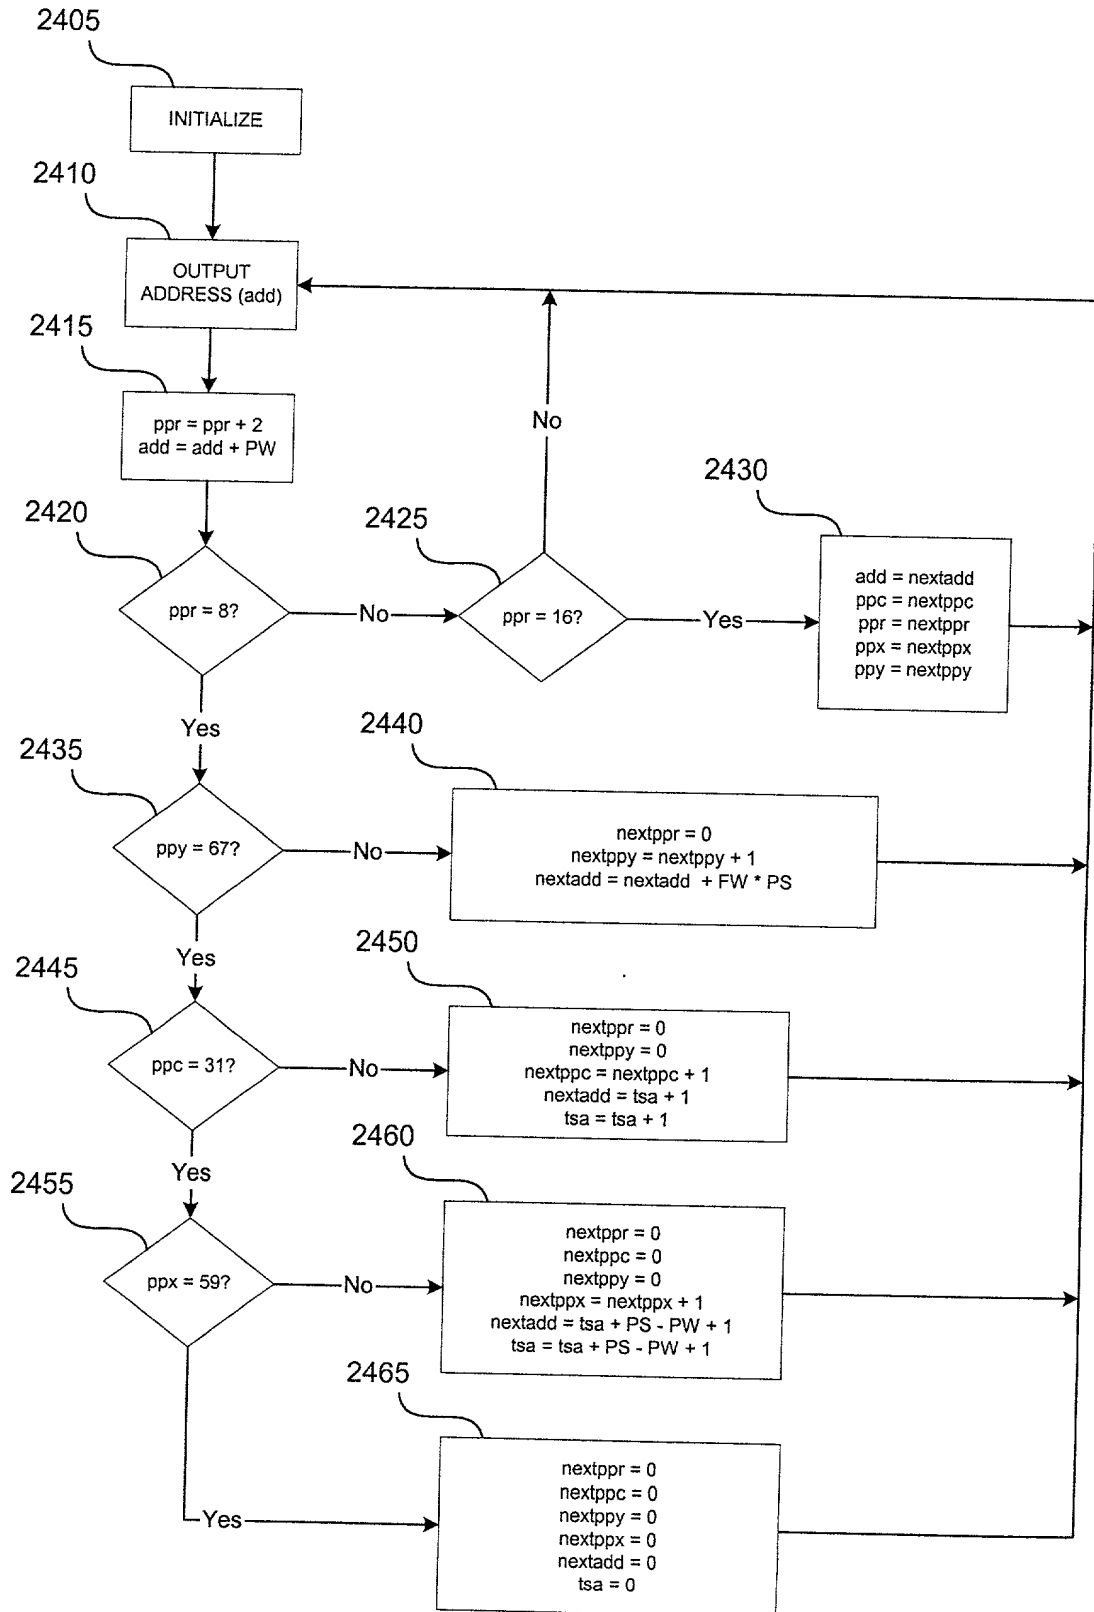 2405
INITIALIZE
2410
OUTPUT
ADDRESS (add)
2415
ppr = ppr + 2
add = add + PW
No
2420
ppr = 8?
No
2425
ppr = 16?
Yes
2430
add = nextadd
ppc = nextppc
ppr = nextppr
ppx = nextppx
ppy = nextppy
Yes
2435
ppy = 67?
No
2440
nextppr = 0
nextppy = nextppy + 1
nextadd = nextadd + FW * PS
Yes
2445
ppc = 31?
No
2450
nextppr = 0
nextppy = 0
nextppc = nextppc + 1
nextadd = tsa + 1
tsa = tsa + 1
Yes
2455
ppx = 59?
No
2460
nextppr = 0
nextppc = 0
nextppy = 0
nextppx = nextppx + 1
nextadd = tsa + PS - PW + 1
tsa = tsa + PS - PW + 1
Yes
2465
nextppr = 0
nextppc = 0
nextppy = 0
nextppx = 0
nextadd = 0
tsa = 0